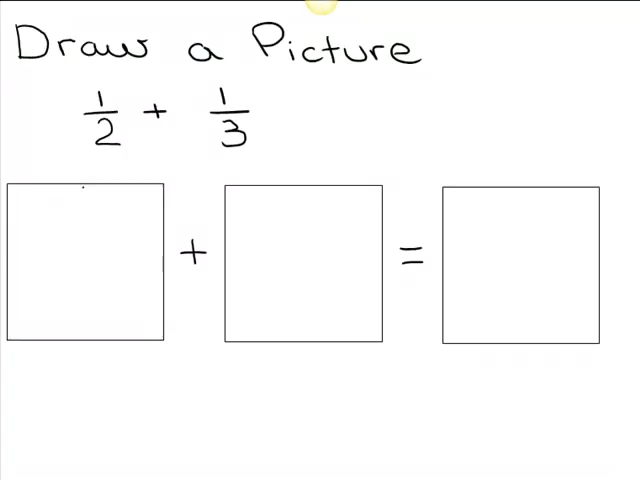 Draw a Picture
1/2 + 1/3
+ =